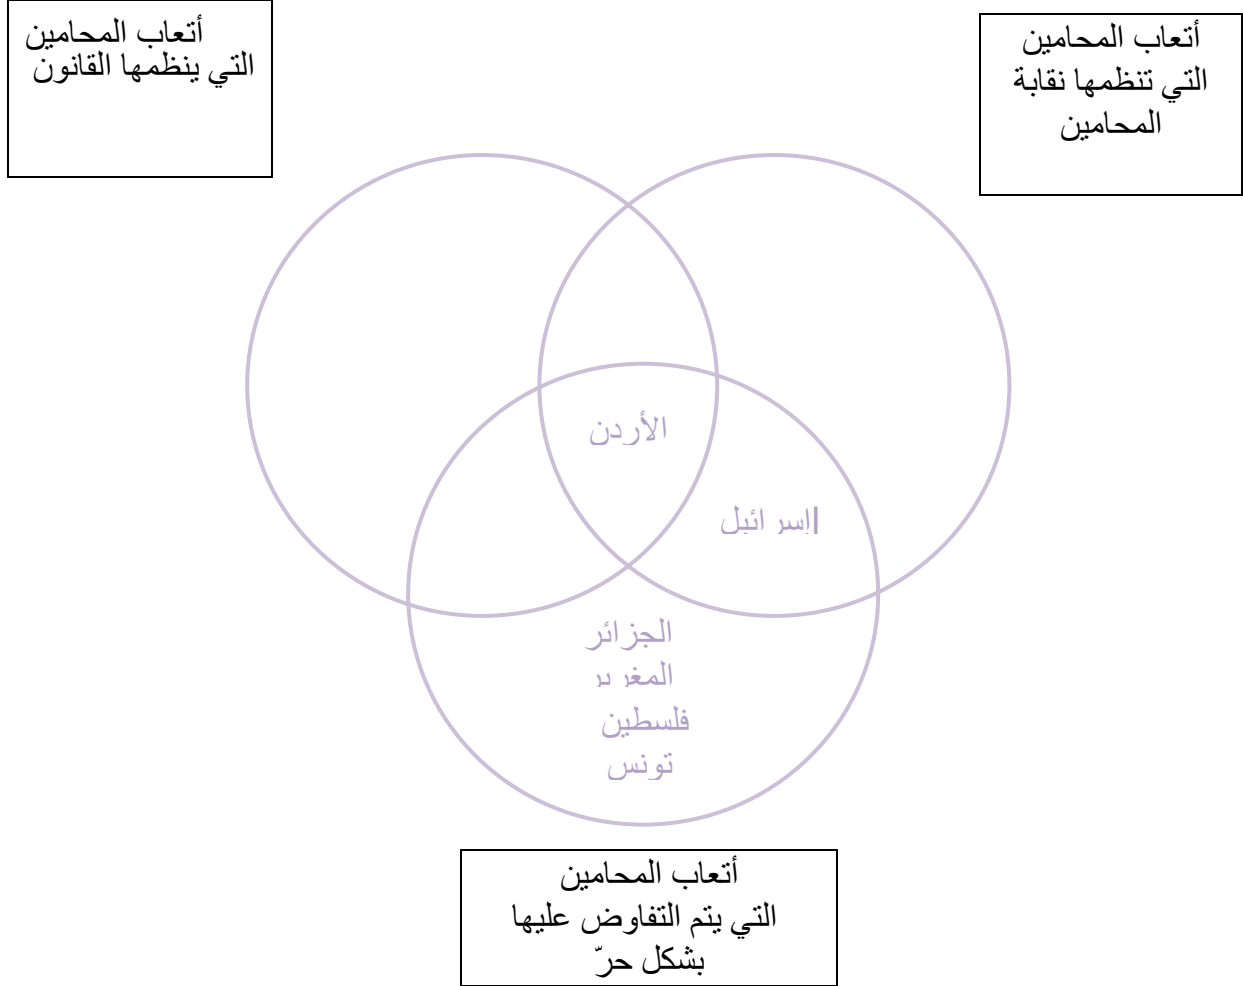 أتعاب المحامين
التي ينظمها القانون
أتعاب المحامين
التي تنظمها نقابة
المحامين
الأردن
إسرائيل
الجزائر
المغرب
فلسطين
تونس
أتعاب المحامين
التي يتم التفاوض عليها
بشكل حرّ